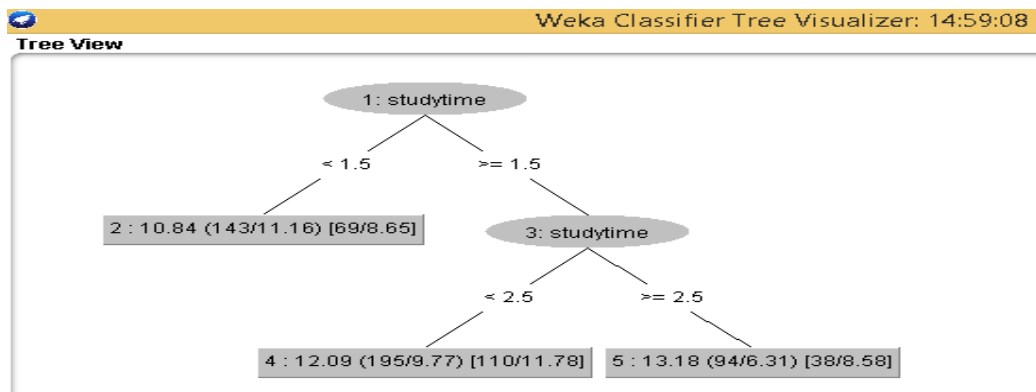 Weka Classifier Tree Visualizer: 14:59:08
Tree View
1: studytime
< 1.5 >= 1.5
2 : 10.84 (143/11.16) [69/8.65]
3: studytime
< 2.5 >= 2.5
4 : 12.09 (195/9.77) [110/11.78] 5 : 13.18 (94/6.31) [38/8.58]